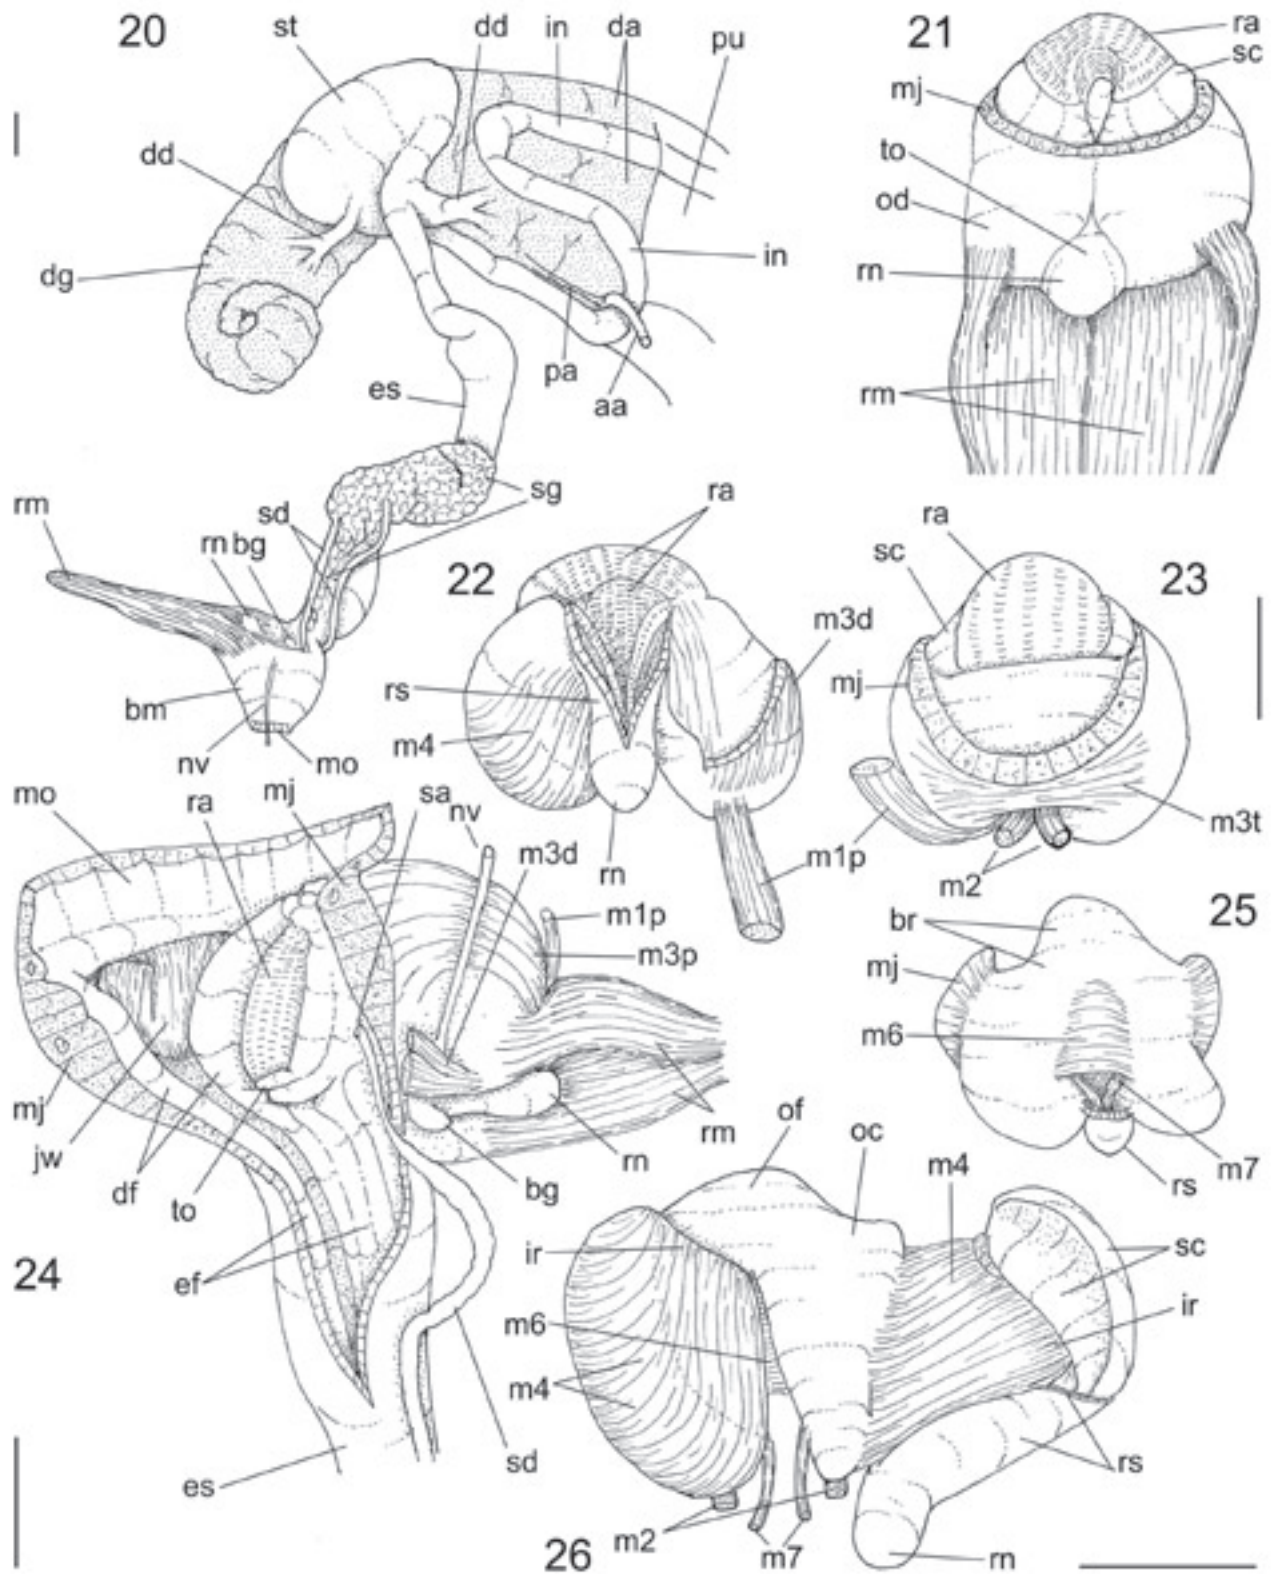 20 st dd in da pu
21 ra
sc
mj
dd
to
od
dg
in
rn
pa
aa
es
rm
sg
rm
sd
ra
rn bg
ra
sc
22
23
m3d
rs
mj
bm
m4
nv mo
mo ra mj sa
nv
m3d
rn
m1p
m2
m3t
m1p
m3p
br
25
mj
m6
mj
jw
df
to
rn
rm
bg
of
oc
m4
rs
m7
24
ef
ir
sc
ir
m6
m4
es
sd
rs
26
m2
m7
rn